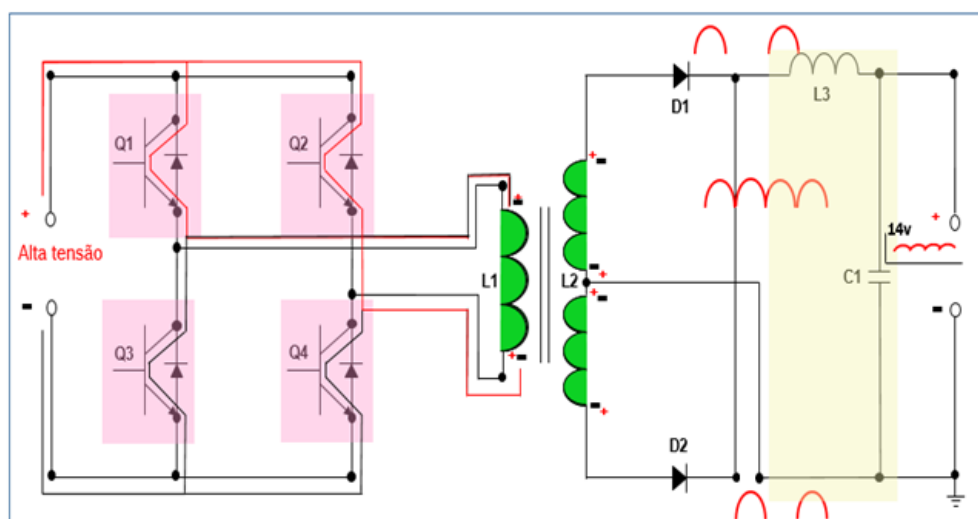 Q1
Q2
D1
L3
+
Alta tensão
-
+
-
L1
L2
+
-
-
+
+
-
14v
+
C1
-
Q3
Q4
+
-
-
+
D2